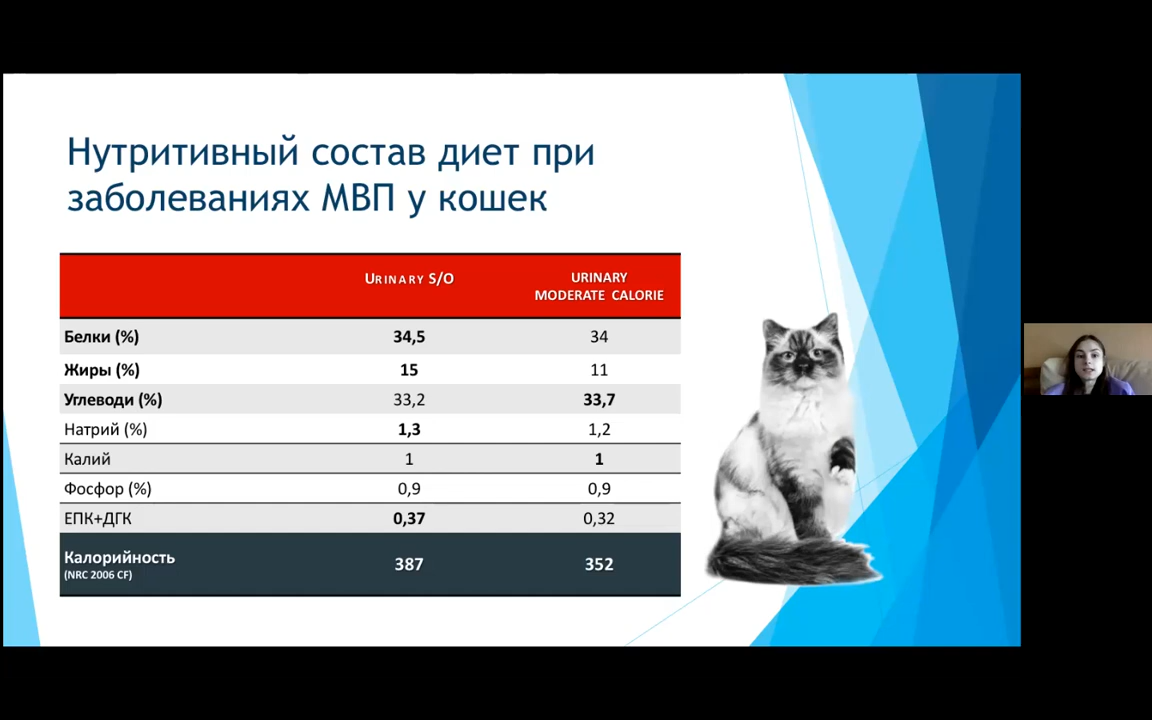 Нутритивный состав диет при
заболеваниях МВП у кошек
URINARY S/O
URINARY
MODERATE CALORIE
Белки (%) 34,5 34
Жиры (%) 15 11
Углеводи (%) 33,2 33,7
Натрий (%) 1,3 1,2
Калий 1 1
Фосфор (%) 0,9 0,9
ЕПК+ДГК 0,37 0,32
Калорийность 387 352
(NRC 2006 CF)